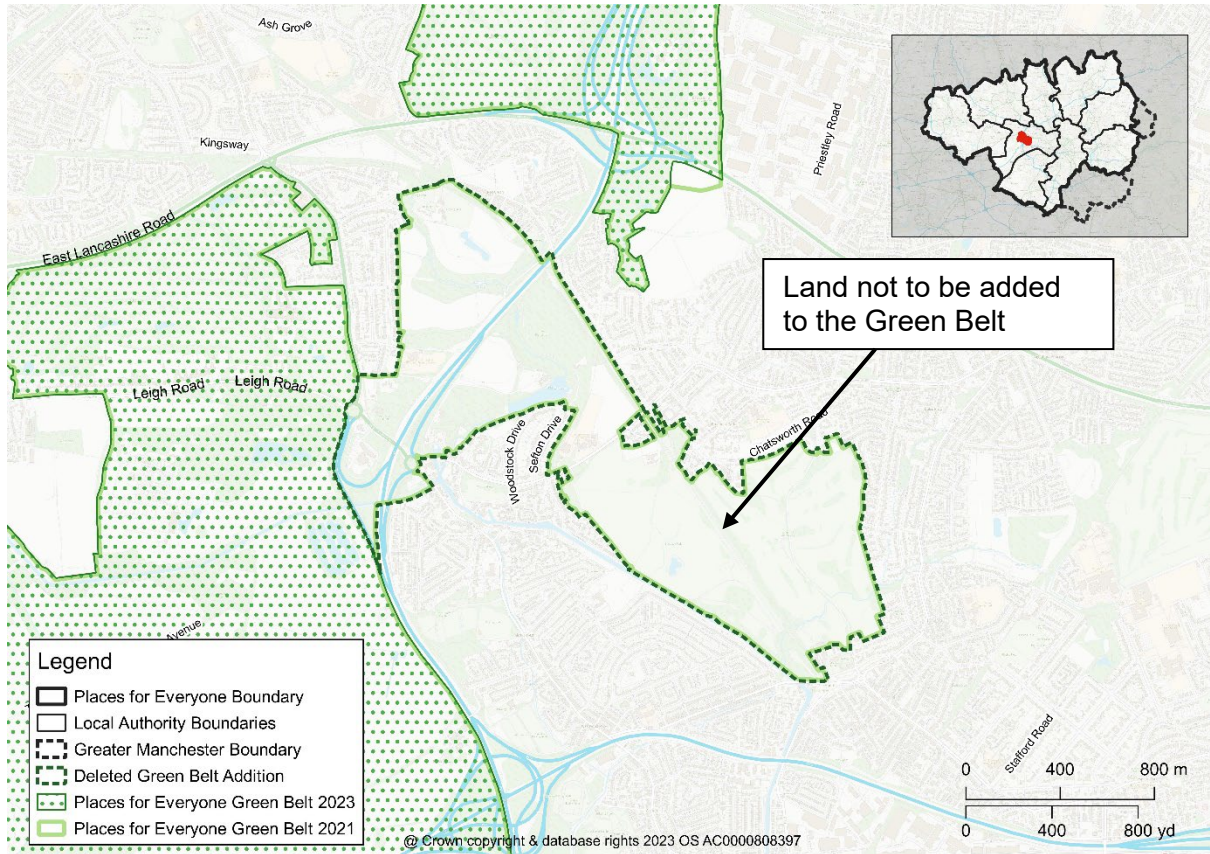 Ash Grove
Kingsway
Priestley Road
East Lancashire Road
Land not to be added
to the Green Belt
Leigh Road
Leigh Road
Chatsworth Road
Woodstock Drive
Sefton Drive
Avenue
Legend
Places for Everyone Boundary
Local Authority Boundaries
Greater Manchester Boundary
Deleted Green Belt Addition
Places for Everyone Green Belt 2023
Places for Everyone Green Belt 2021
Stafford Road
0 400 800 m
0 400 800 yd
@ Crown copyright & database rights 2023 OS AC0000808397